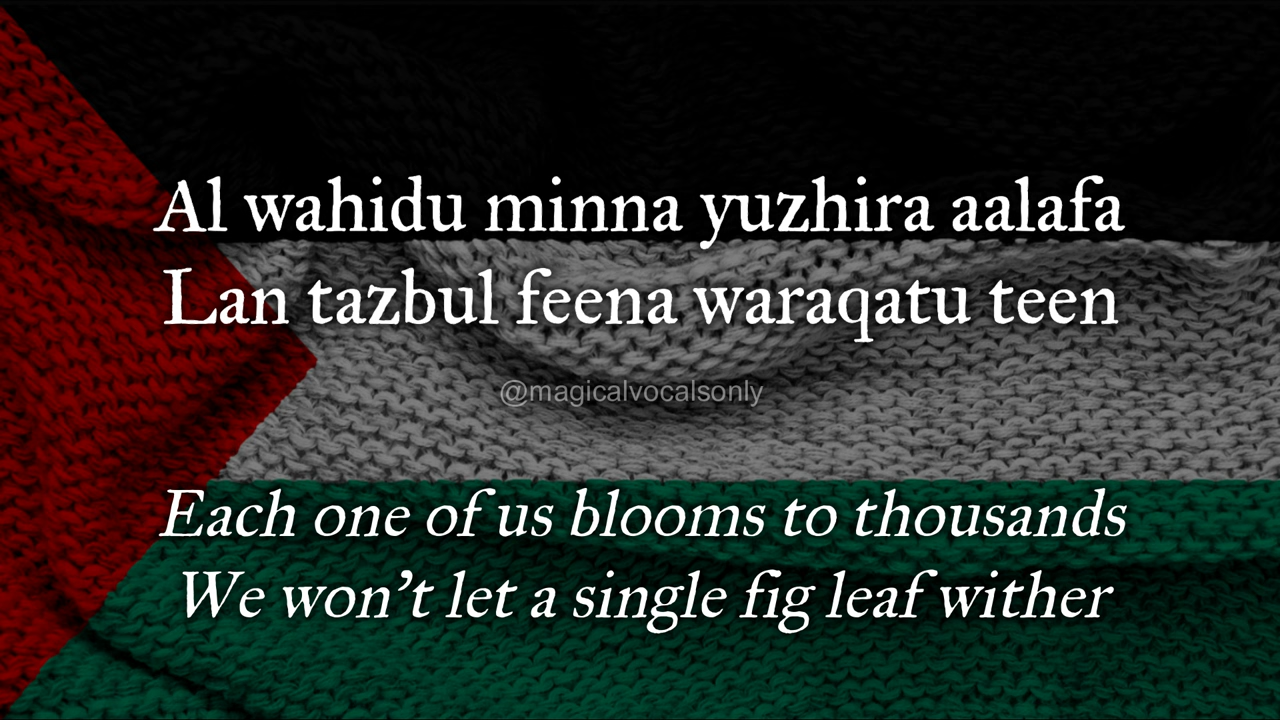 Al wahidu minna yuzhira aalafa
Lan tazbul feena waraqatu teen
@magicalvocalsonly
Each one of us blooms to thousands
We won’t let a single fig leaf wither